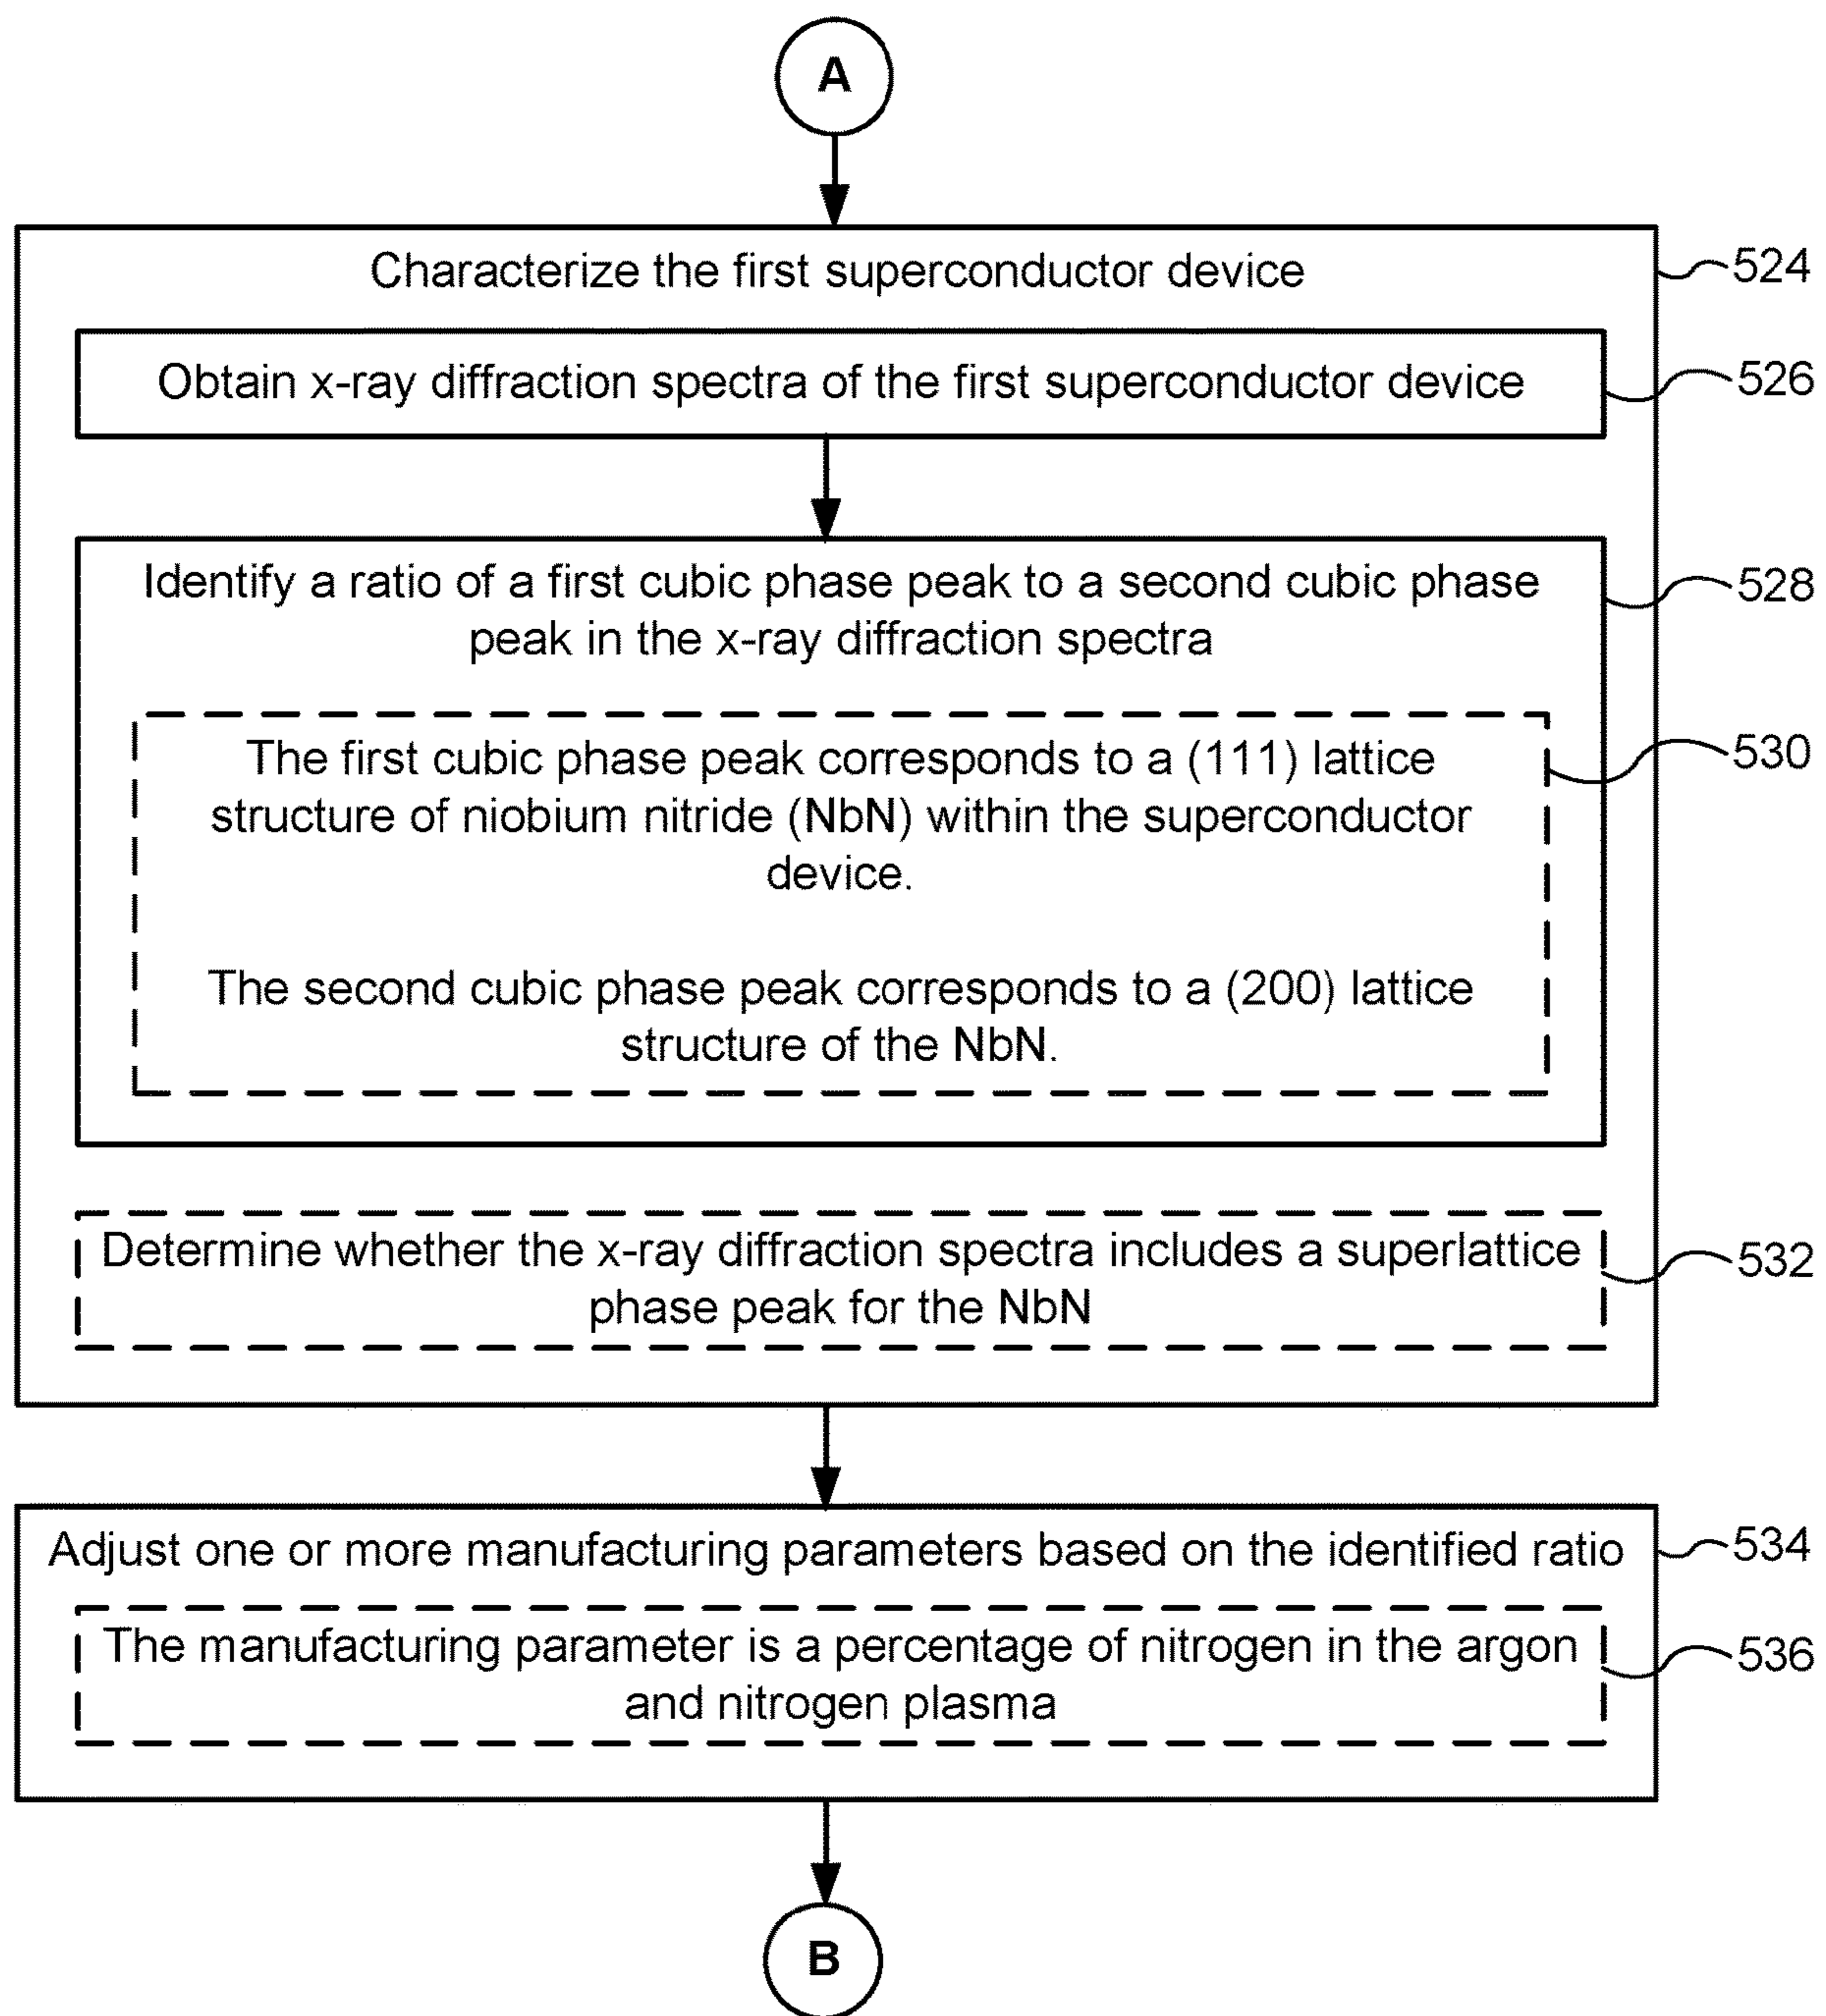 A
Characterize the first superconductor device
524
Obtain x-ray diffraction spectra of the first superconductor device
526
Identify a ratio of a first cubic phase peak to a second cubic phase
peak in the x-ray diffraction spectra
528
The first cubic phase peak corresponds to a (111) lattice
structure of niobium nitride (NbN) within the superconductor
device.
530
The second cubic phase peak corresponds to a (200) lattice
structure of the NbN.
Determine whether the x-ray diffraction spectra includes a superlattice
phase peak for the NbN
532
Adjust one or more manufacturing parameters based on the identified ratio
534
The manufacturing parameter is a percentage of nitrogen in the argon
and nitrogen plasma
536
B